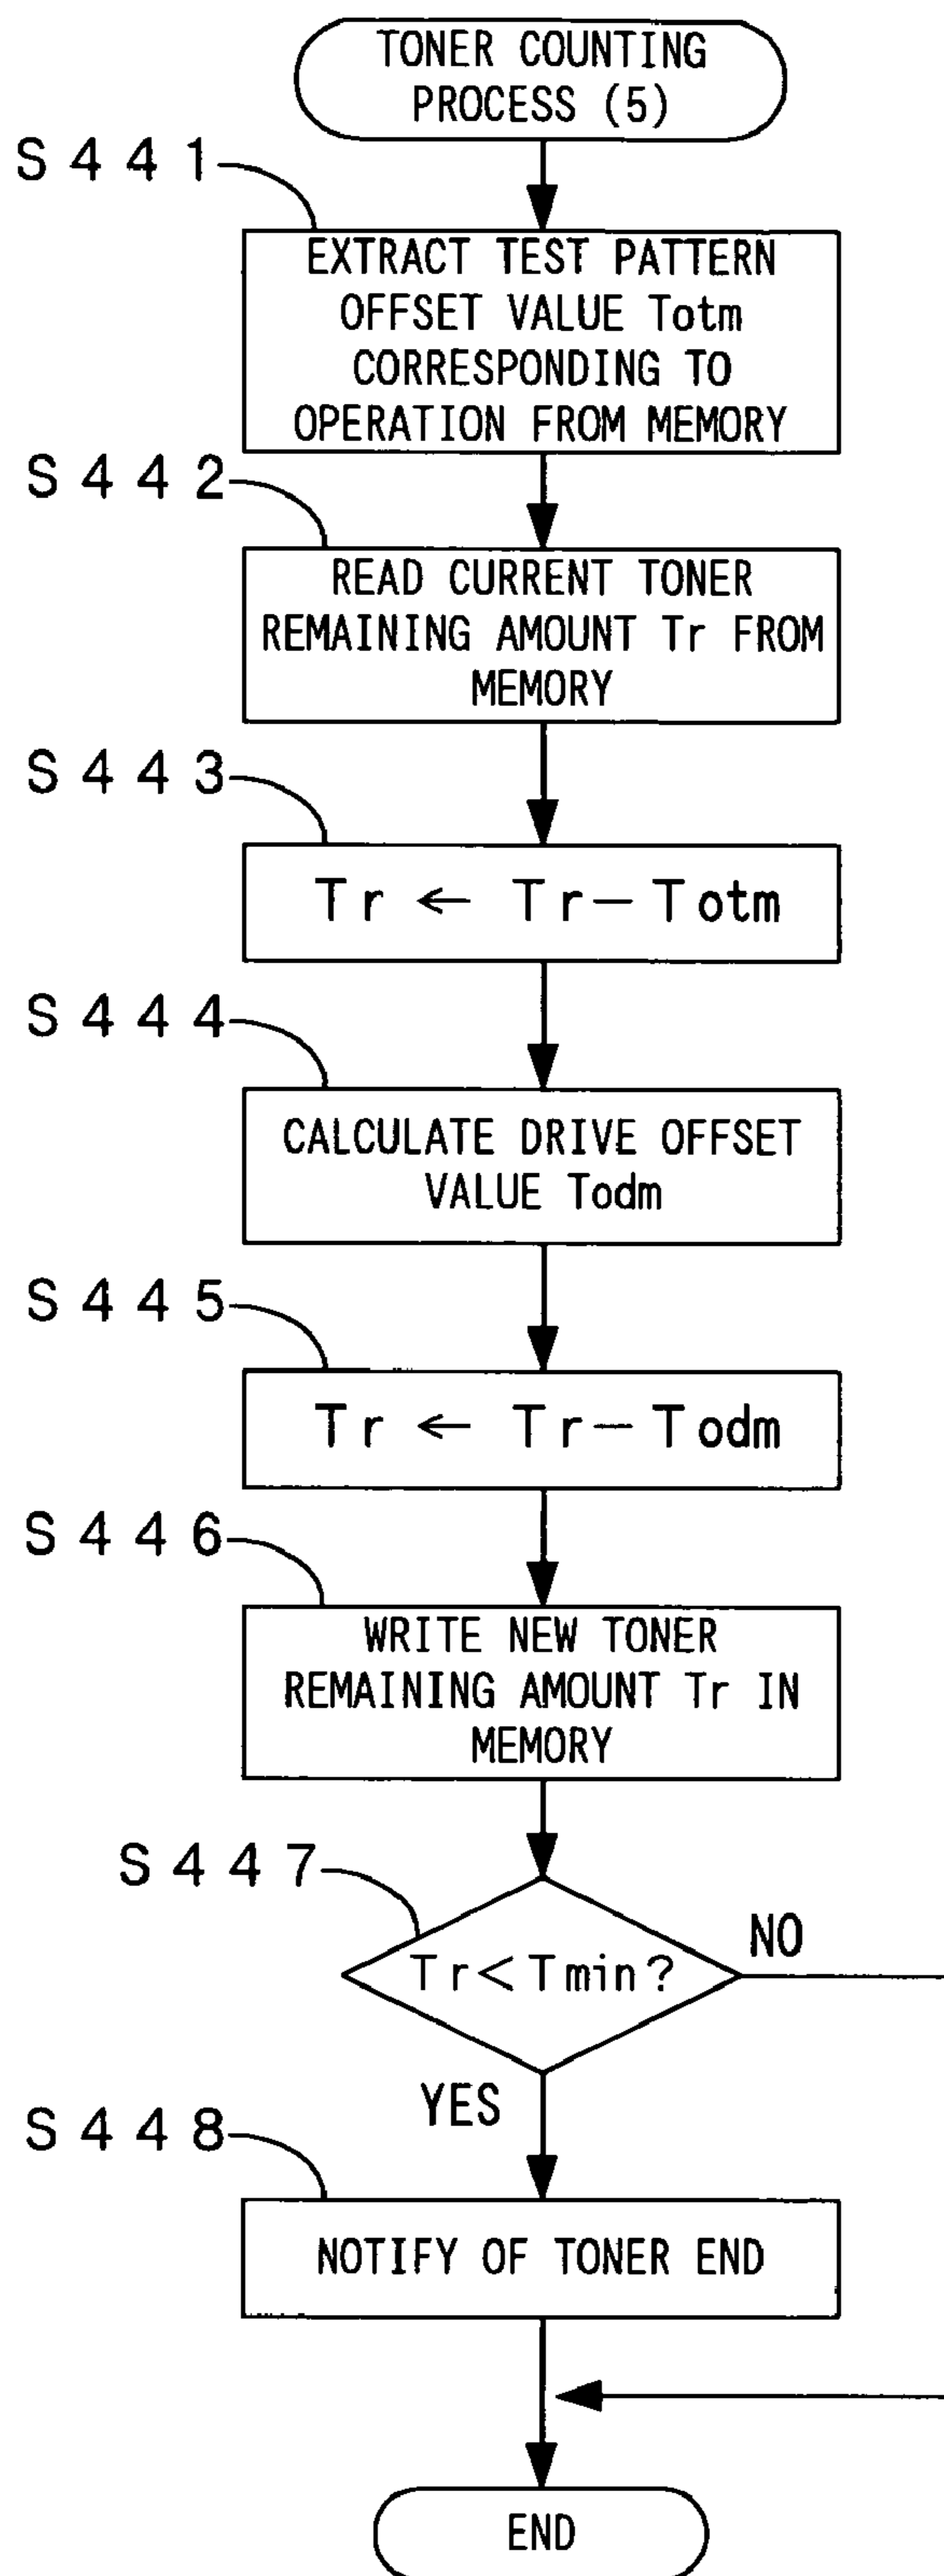 TONER COUNTING
PROCESS (5)
S441
EXTRACT TEST PATTERN
OFFSET VALUE Totm
CORRESPONDING TO
OPERATION FROM MEMORY
S442
READ CURRENT TONER
REMAINING AMOUNT Tr FROM
MEMORY
S443
Tr ← Tr－Totm
S444
CALCULATE DRIVE OFFSET
VALUE Todm
S445
Tr ← Tr－Todm
S446
WRITE NEW TONER
REMAINING AMOUNT Tr IN
MEMORY
S447
Tr＜Tmin?
NO
YES
S448
NOTIFY OF TONER END
END